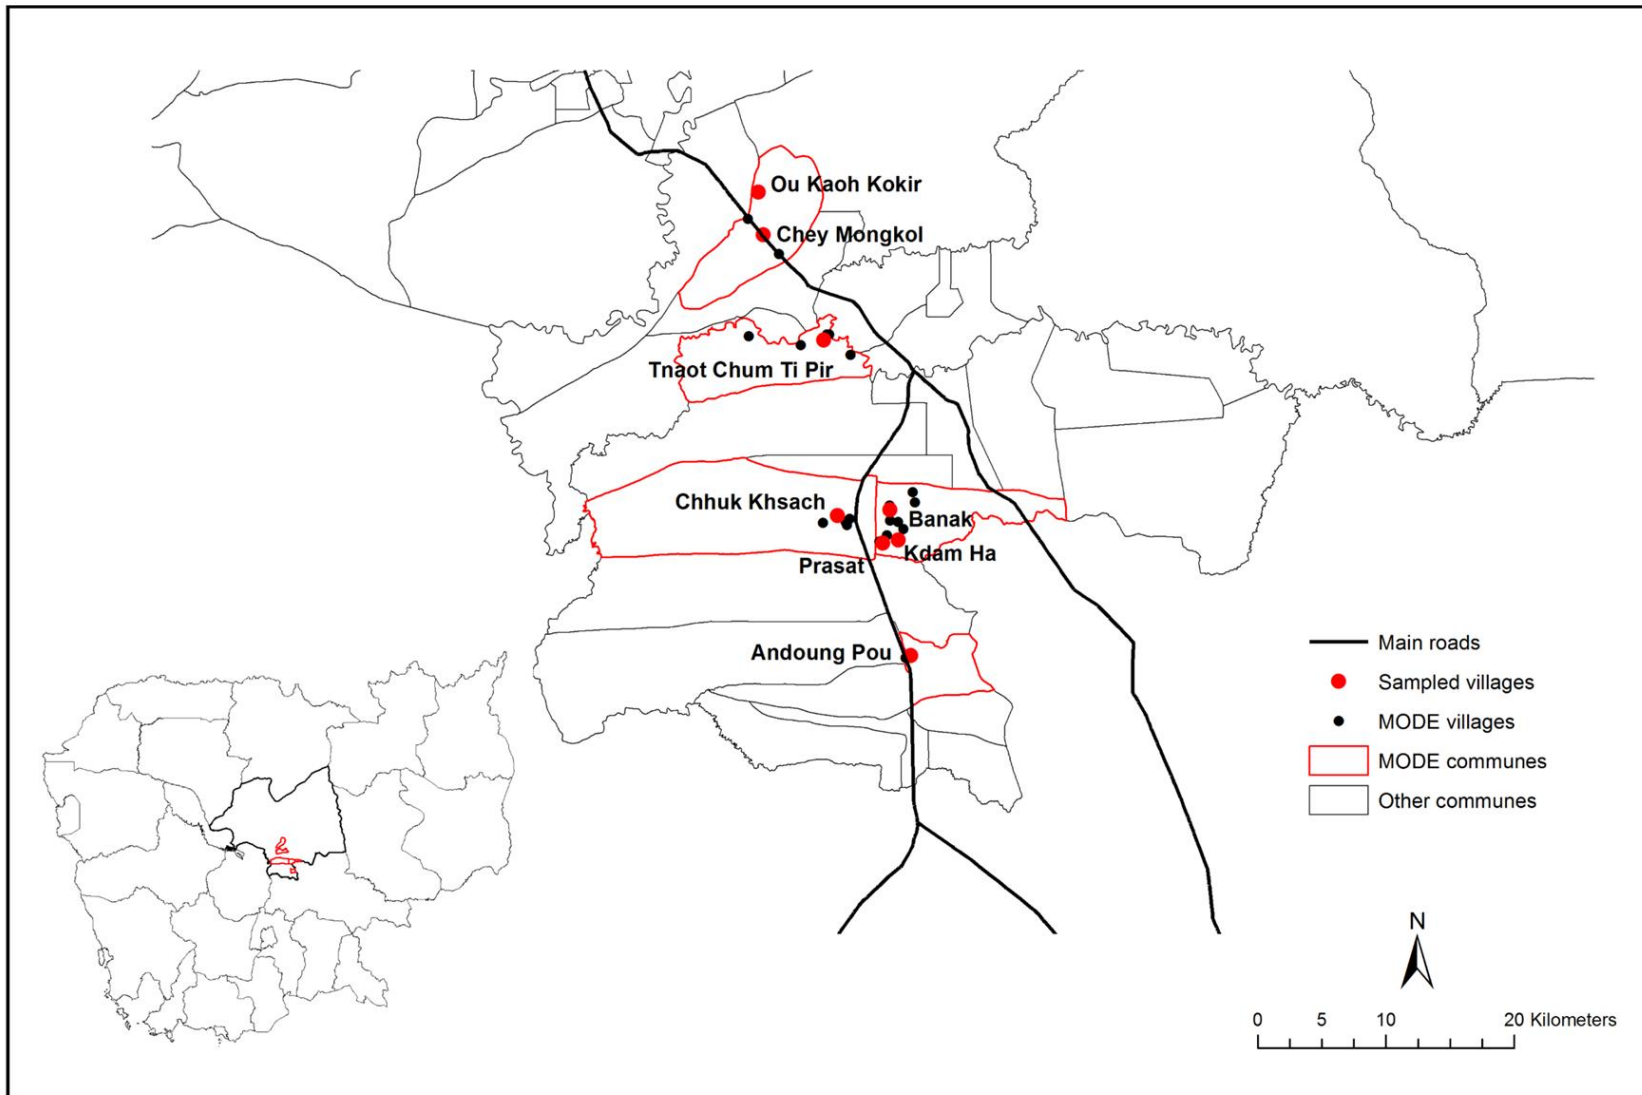 Ou Kaoh Kokir
Chey Mongkol
Tnaot Chum Ti Pir
Chhuk Khsach
Banak
Kdam Ha
Prasat
Andoung Pou
Main roads
Sampled villages
MODE villages
MODE communes
Other communes
N
0 5 10 20 Kilometers